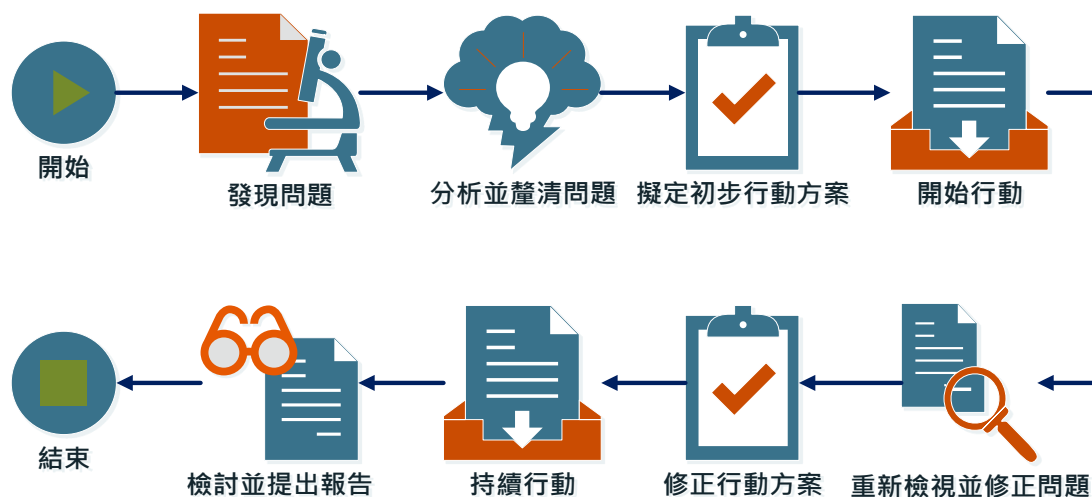 開始
發現問題
分析並釐清問題
擬定初步行動方案
開始行動
重新檢視並修正問題
修正行動方案
持續行動
檢討並提出報告
結束